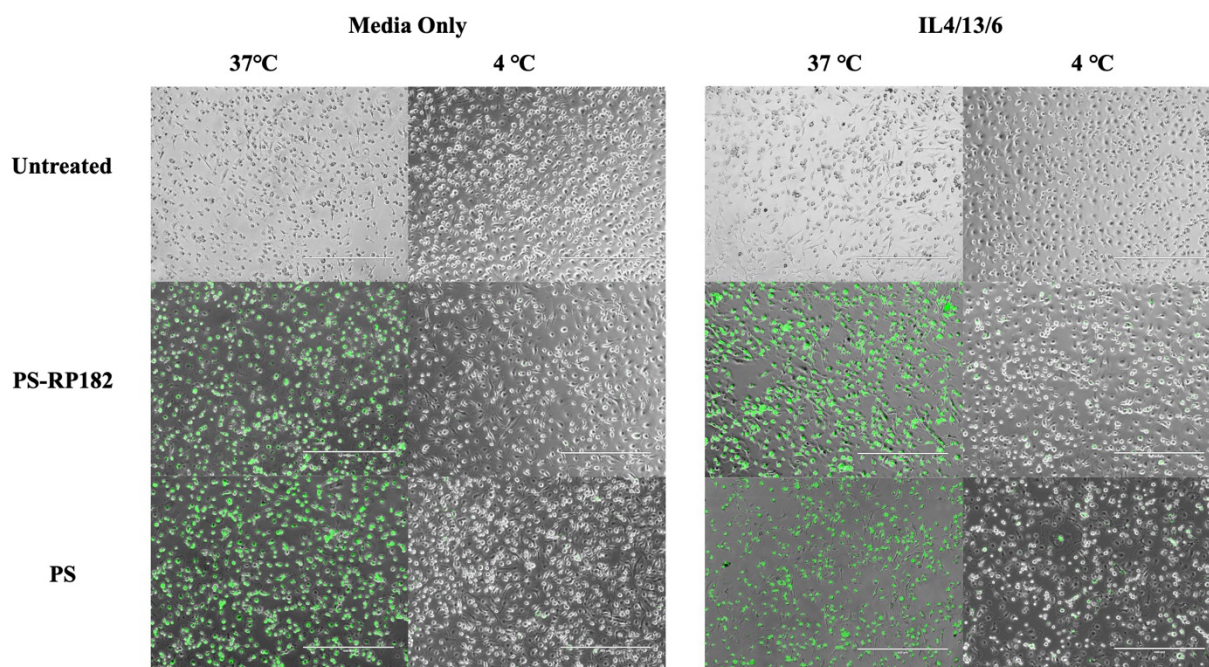 Media Only
IL4/13/6
37°C
4 °C
37 °C
4 °C
Untreated
PS-RP182
PS